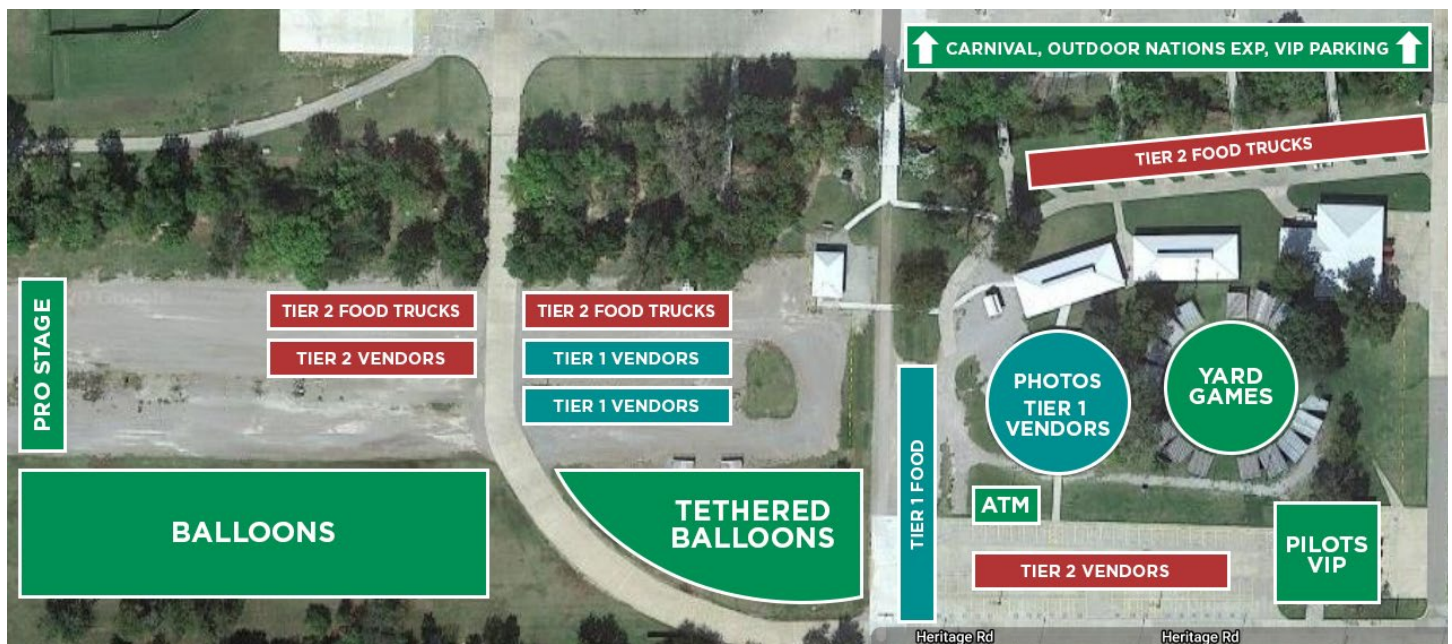 CARNIVAL, OUTDOOR NATIONS EXP, VIP PARKING
TIER 2 FOOD TRUCKS
PRO STAGE
TIER 2 FOOD TRUCKS
TIER 2 FOOD TRUCKS
TIER 2 VENDORS
TIER 1 VENDORS
TIER 1 VENDORS
TIER 1 FOOD
PHOTOS
TIER 1
VENDORS
YARD
GAMES
BALLOONS
TETHERED
BALLOONS
ATM
TIER 2 VENDORS
PILOTS
VIP
Heritage Rd
Heritage Rd